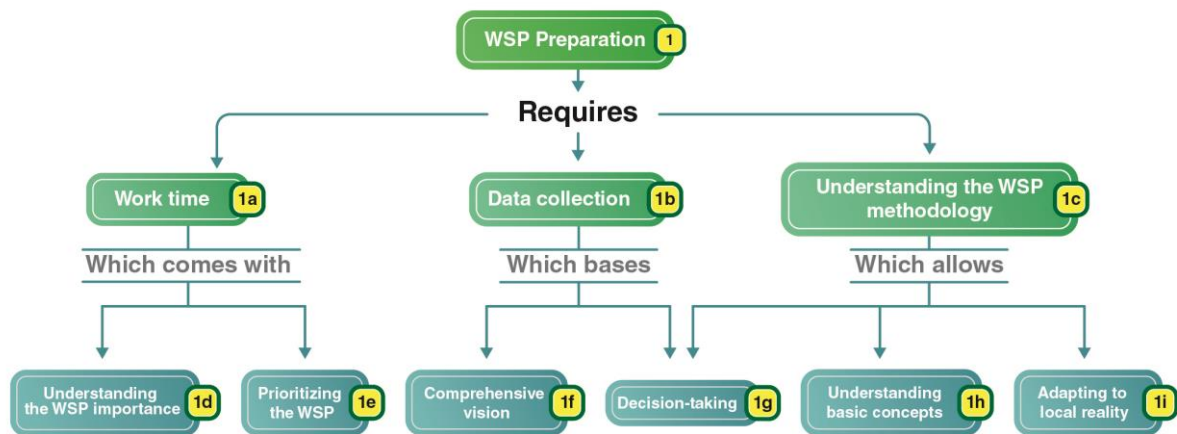 WSP Preparation 1
Requires
Work time 1a
Data collection 1b
Understanding the WSP
methodology 1c
Which comes with
Which bases
Which allows
Understanding
the WSP importance 1d
Prioritizing
the WSP 1e
Comprehensive
vision 1f
Decision-taking 1g
Understanding
basic concepts 1h
Adapting to
local reality 1i